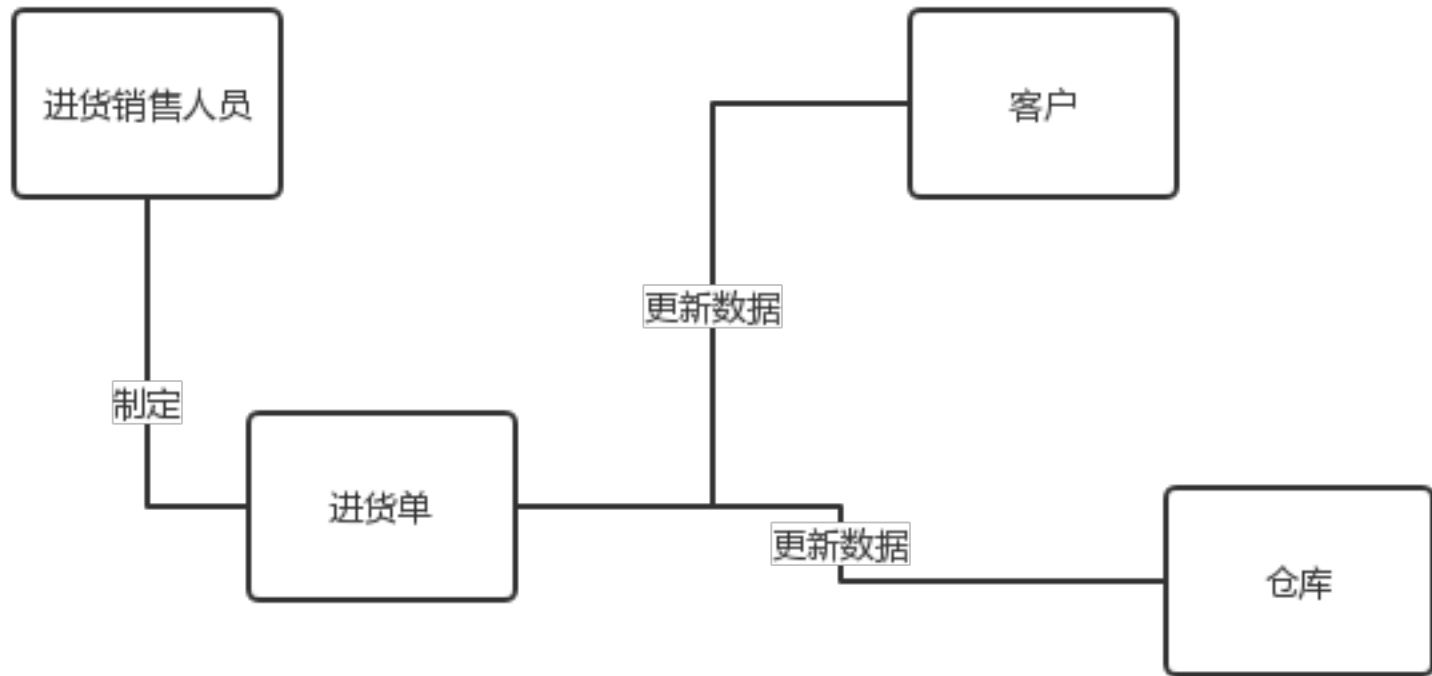 进货销售人员
客户
更新数据
制定
进货单
更新数据
仓库